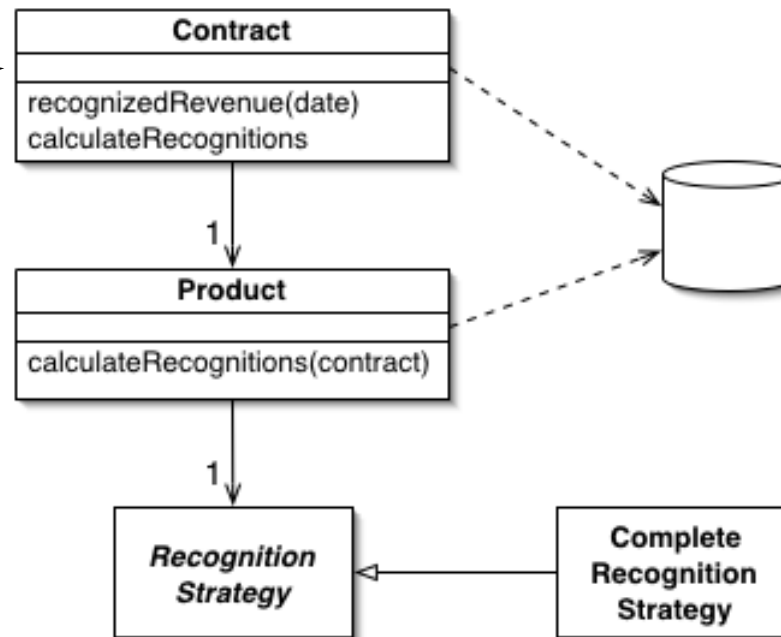 Contract
recognizedRevenue(date)
calculateRecognitions
1
Product
calculateRecognitions(contract)
1
Recognition
Strategy
Complete
Recognition
Strategy